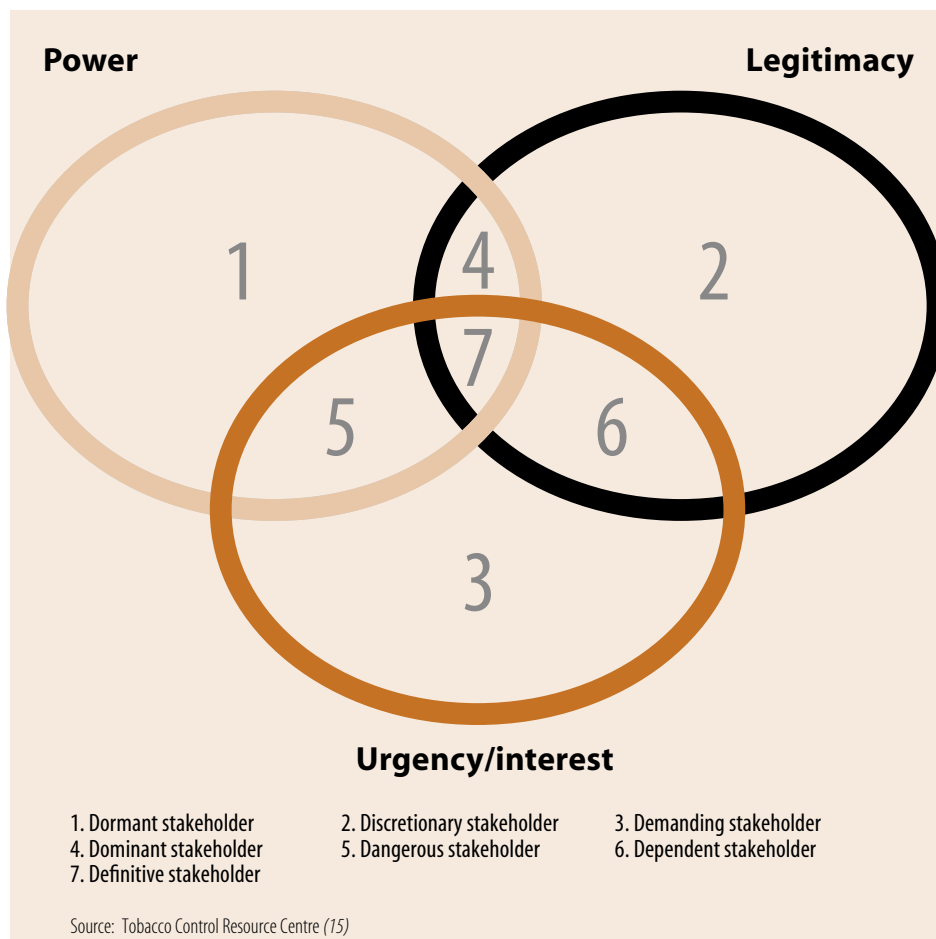 Power
Legitimacy
1
4
2
7
5
6
3
Urgency/interest
1. Dormant stakeholder
2. Discretionary stakeholder
3. Demanding stakeholder
4. Dominant stakeholder
5. Dangerous stakeholder
6. Dependent stakeholder
7. Definitive stakeholder
Source: Tobacco Control Resource Centre (15)